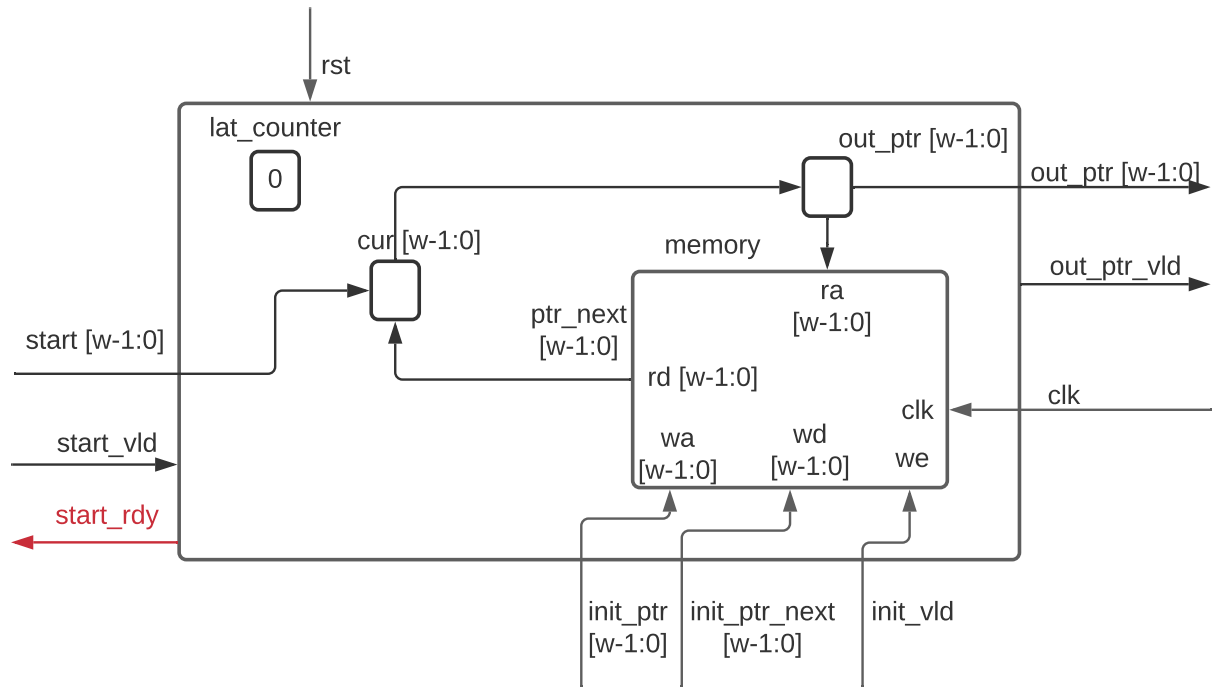 rst
lat_counter
0
out_ptr [w-1:0]
out_ptr [w-1:0]
cur [w-1:0]
memory
out_ptr_vld
ra
[w-1:0]
ptr_next
[w-1:0]
start [w-1:0]
rd [w-1:0]
clk
clk
start_vld
wa
[w-1:0]
wd
[w-1:0]
we
start_rdy
init_ptr
[w-1:0]
init_ptr_next
[w-1:0]
init_vld